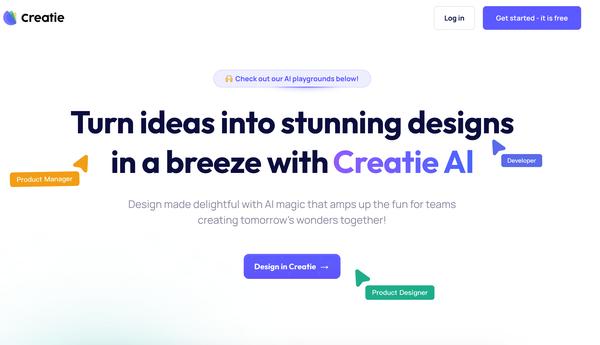 Creatie
Log in
Get started - it is free
Check out our AI playgrounds below!
Turn ideas into stunning designs
in a breeze with Creatie AI
Developer
Product Manager
Design made delightful with AI magic that amps up the fun for teams
creating tomorrow's wonders together!
Design in Creatie →
Product Designer